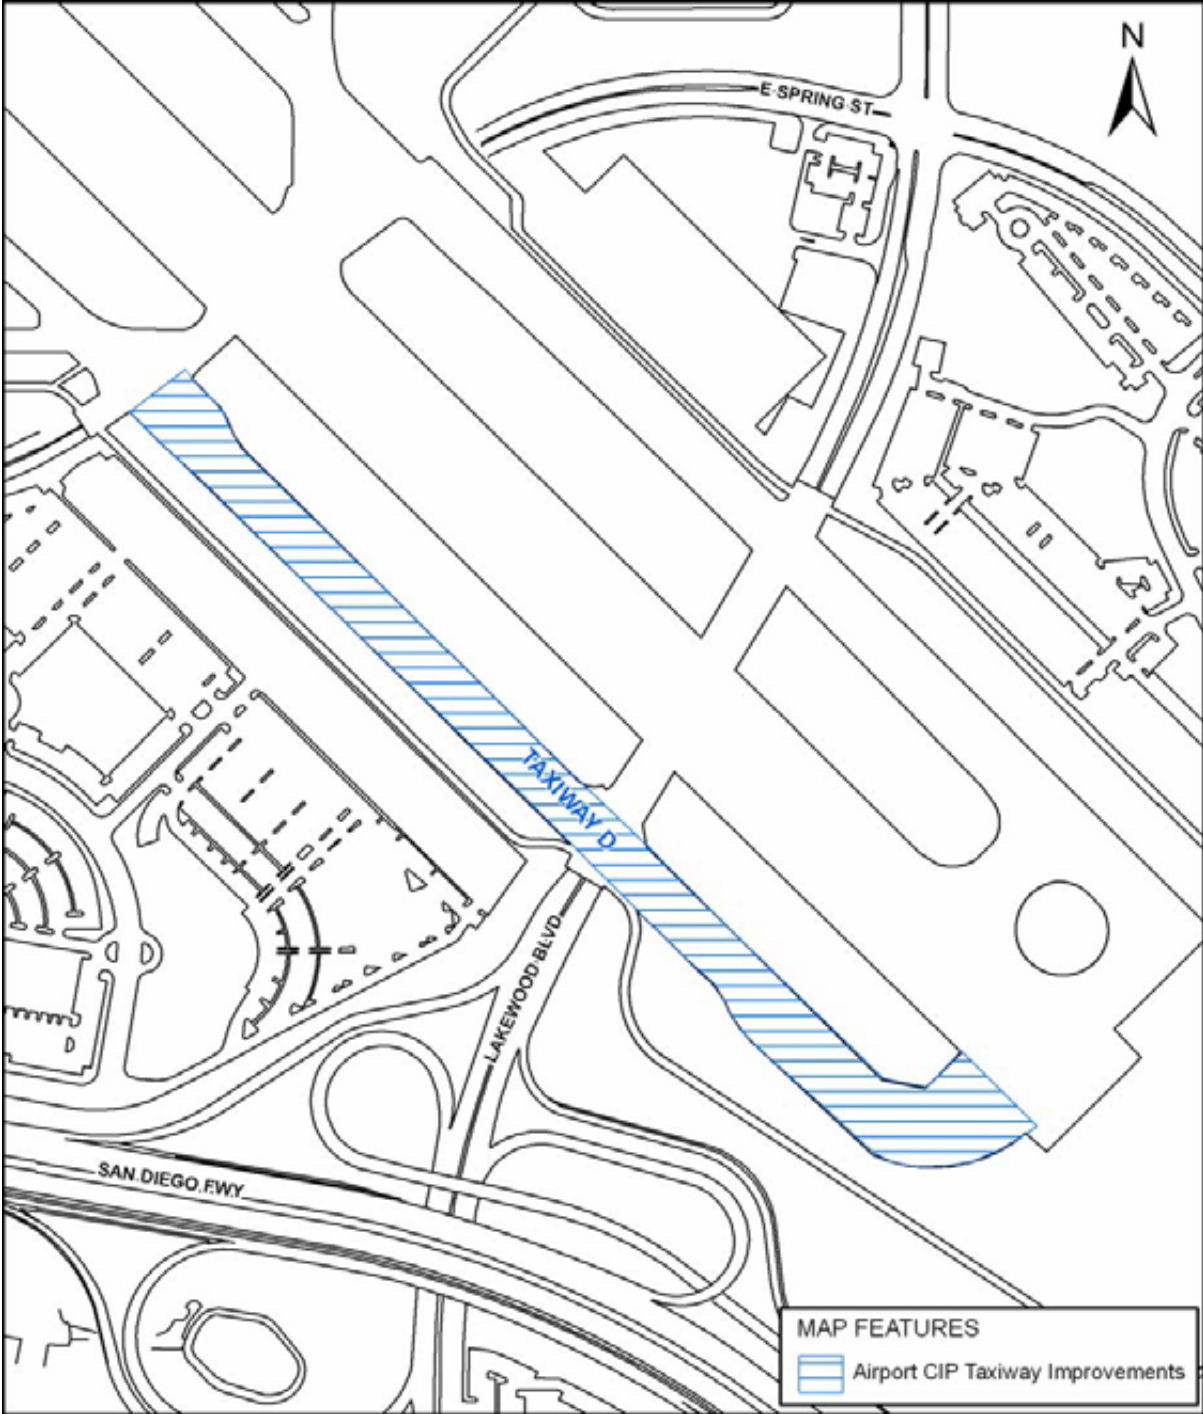 N
E SPRING ST
TAXIWAY D
LAKEWOOD BLVD
SAN DIEGO FWY
MAP FEATURES
Airport CIP Taxiway Improvements